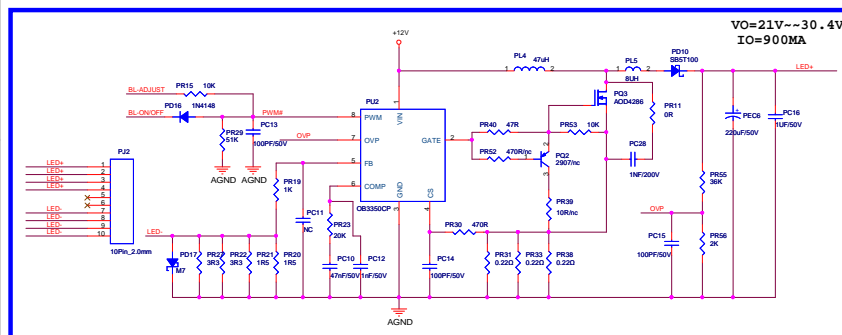 VO=21V~~30.4V
IO=900MA
+12V
PL4
47uH
1
2
PL5
1
2
8UH
PD10
SB5T100
LED+
BL-ADJUST
PR15
10K
BL-ON/OFF
PD16
1N4148
PWM#
PC13
100PF/50V
PR29
51K
AGND
AGND
OVP
PU2
1
VIN
8
PWM
7
OVP
5
FB
6
COMP
GATE
2
GND
CS
3
4
OB3350CP
PR40
47R
PR52
470R/nc
1
PQ2
2907/nc
3
PR53
10K
PQ3
AOD4286
PR11
0R
PC28
1NF/200V
PR39
10R/nc
PEC6
220uF/50V
PC16
1UF/50V
PR55
36K
OVP
PC15
100PF/50V
PR56
2K
PJ2
LED+
1
LED+
2
LED+
3
LED+
4
5
6
LED-
7
LED-
8
LED-
9
LED-
10
10Pin_2.0mm
LED-
PD17
M7
PR27
3R3
PR22
3R3
PR21
1R5
PR20
1R5
PR19
1K
PC11
NC
PR23
20K
PC10
47nF/50V
PC12
1nF/50V
PC14
100PF/50V
PR30
470R
PR31
0.22Ω
PR33
0.22Ω
PR38
0.22Ω
AGND